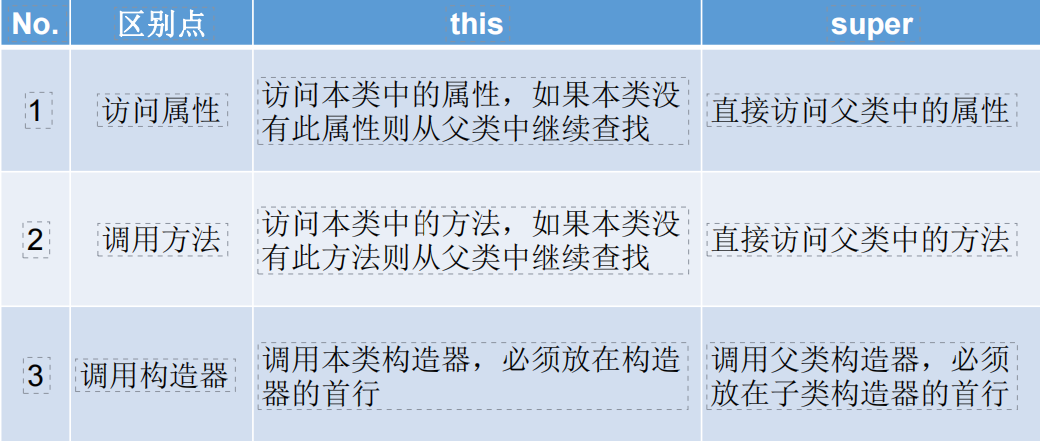 No. 区别点 this super
1 访问属性 访问本类中的属性，如果本类没
有此属性则从父类中继续查找 直接访问父类中的属性
2 调用方法 访问本类中的方法，如果本类没
有此方法则从父类中继续查找 直接访问父类中的方法
3 调用构造器 调用本类构造器，必须放在构造
器的首行 调用父类构造器，必须
放在子类构造器的首行